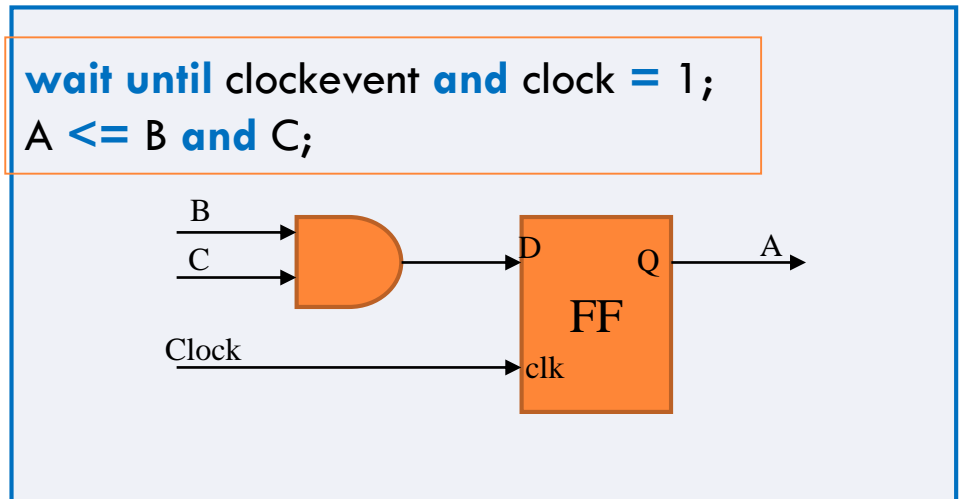 wait until clockevent and clock = 1;
A <= B and C;
B
C
D
Q
A
FF
Clock
clk